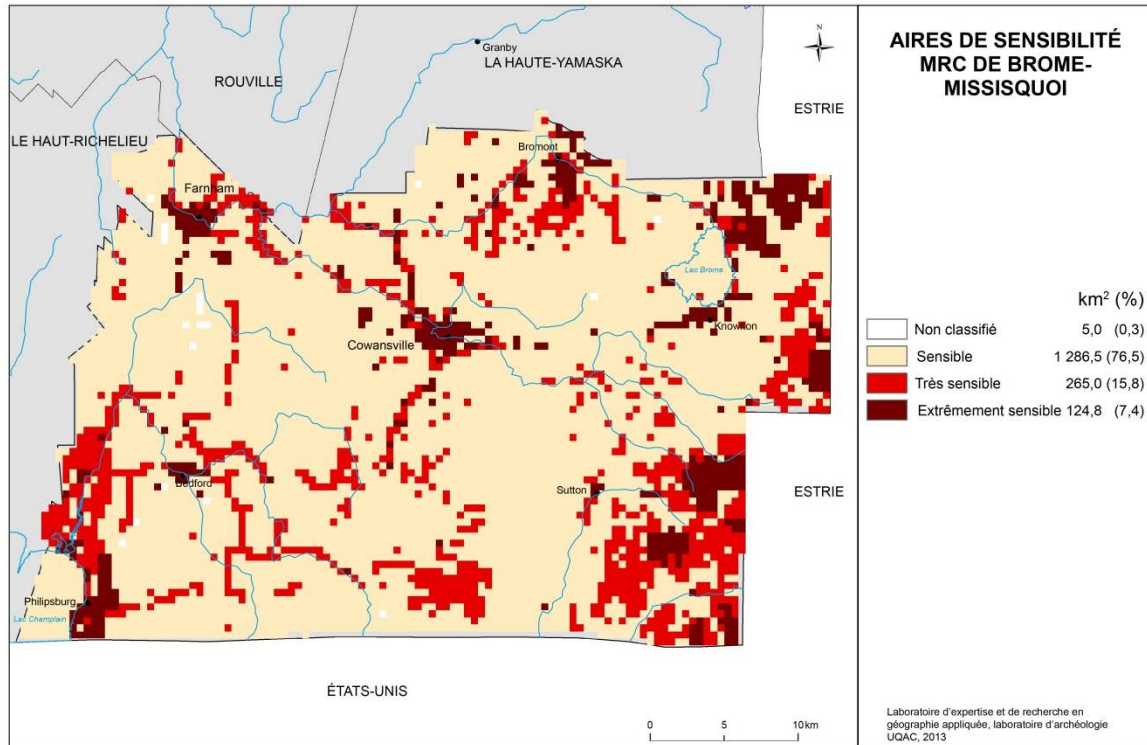 AIRES DE SENSIBILITÉ
MRC DE BROME-
MISSISQUOI
N
Granby
LA HAUTE-YAMASKA
ROUVILLE
ESTRIE
LE HAUT-RICHELIEU
Bromont
Farnham
Lac Brome
Knowlton
Cowansville
Bedford
Sutton
ESTRIE
Philipsburg
Lac Champlain
ÉTATS-UNIS
0 5 10 km
km² (%)
Non classifié 5,0 (0,3)
Sensible 1 286,5 (76,5)
Très sensible 265,0 (15,8)
Extrêmement sensible 124,8 (7,4)
Laboratoire d'expertise et de recherche en
géographie appliquée, laboratoire d'archéologie
UQAC, 2013